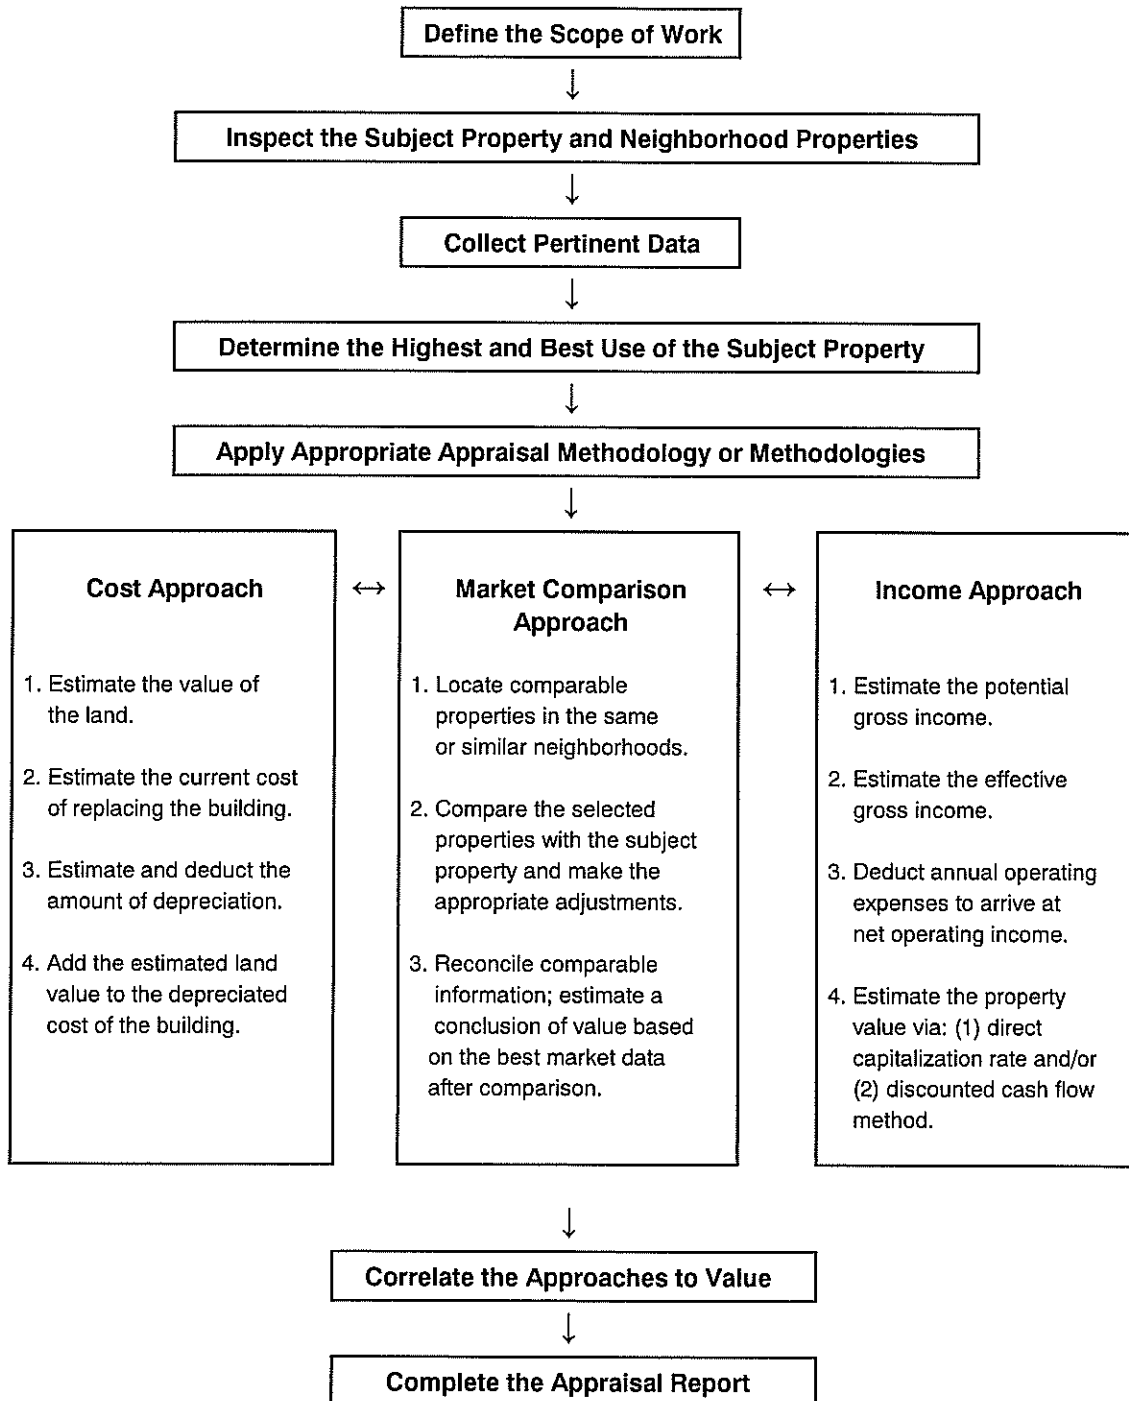 Define the Scope of Work
↓
Inspect the Subject Property and Neighborhood Properties
↓
Collect Pertinent Data
↓
Determine the Highest and Best Use of the Subject Property
↓
Apply Appropriate Appraisal Methodology or Methodologies
↓
Cost Approach
1. Estimate the value of
the land.
2. Estimate the current cost
of replacing the building.
3. Estimate and deduct the
amount of depreciation.
4. Add the estimated land
value to the depreciated
cost of the building.
↔
Market Comparison
Approach
1. Locate comparable
properties in the same
or similar neighborhoods.
2. Compare the selected
properties with the subject
property and make the
appropriate adjustments.
3. Reconcile comparable
information; estimate a
conclusion of value based
on the best market data
after comparison.
↔
Income Approach
1. Estimate the potential
gross income.
2. Estimate the effective
gross income.
3. Deduct annual operating
expenses to arrive at
net operating income.
4. Estimate the property
value via: (1) direct
capitalization rate and/or
(2) discounted cash flow
method.
↓
Correlate the Approaches to Value
↓
Complete the Appraisal Report